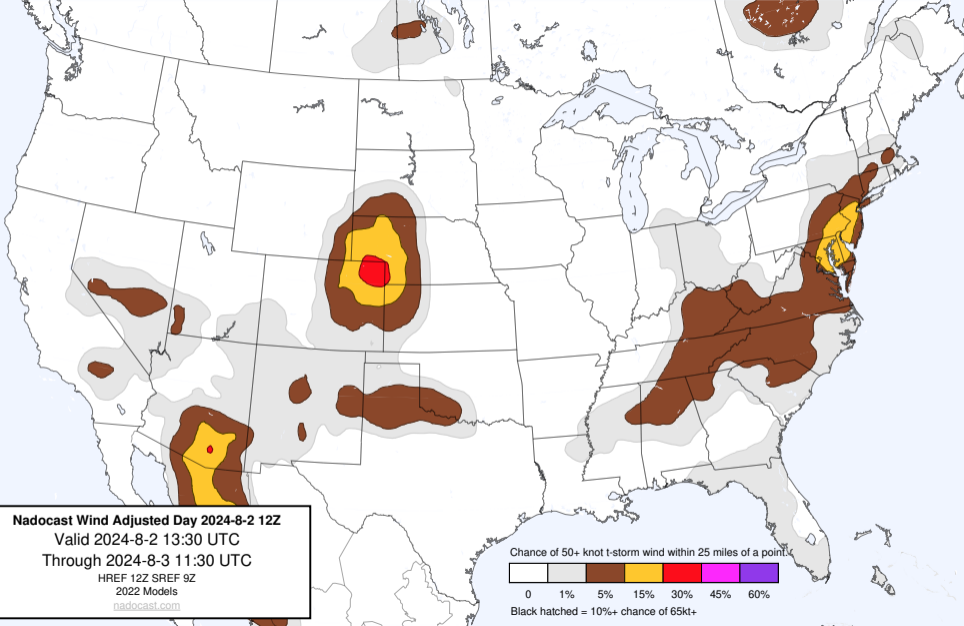 Nadocast Wind Adjusted Day 2024-8-2 12Z
Valid 2024-8-2 13:30 UTC
Through 2024-8-3 11:30 UTC
HREF 12Z SREF 9Z
2022 Models
nadocast.com
Chance of 50+ knot t-storm wind within 25 miles of a point.
0 1% 5% 15% 30% 45% 60%
Black hatched = 10%+ chance of 65kt+